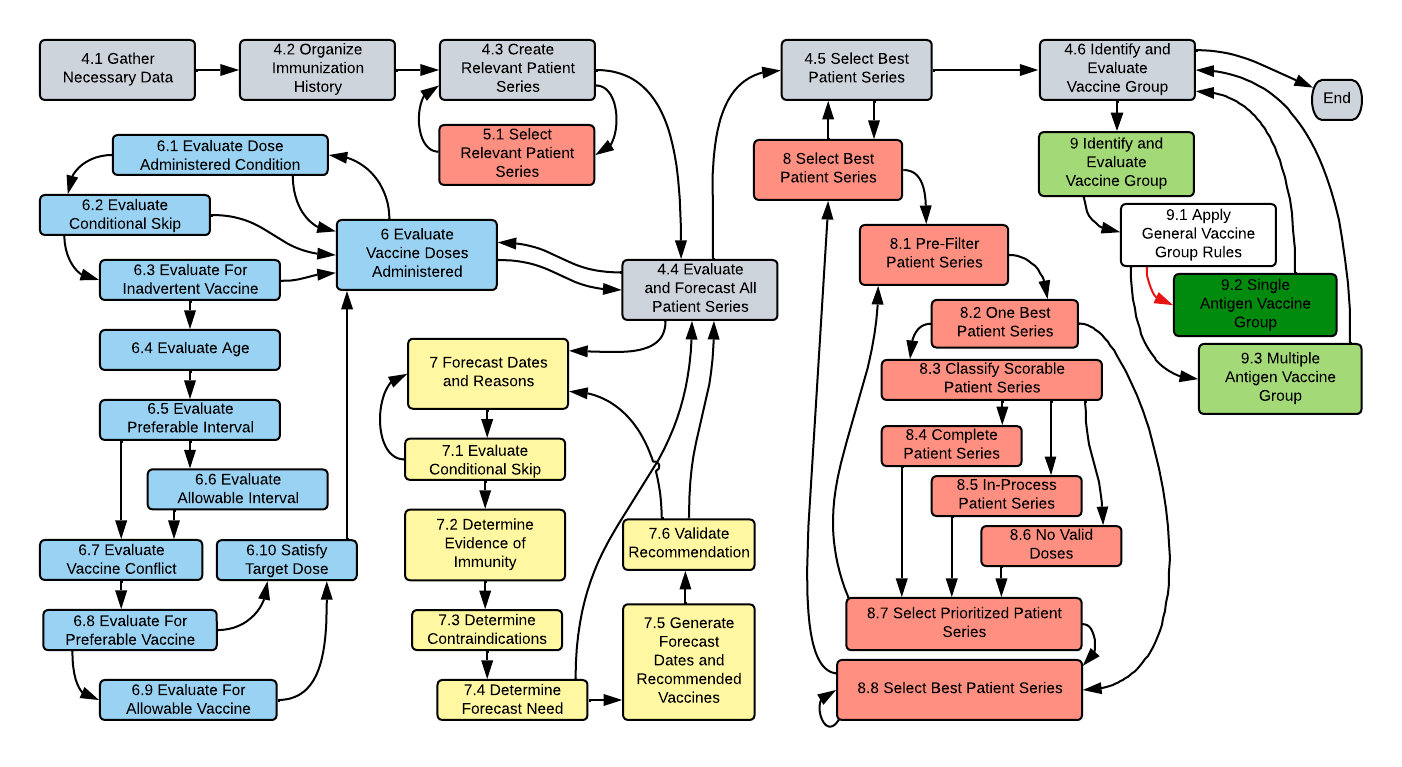 4.1 Gather
Necessary Data
4.2 Organize
Immunization
History
4.3 Create
Relevant Patient
Series
5.1 Select
Relevant Patient
Series
6.1 Evaluate Dose
Administered Condition
6.2 Evaluate
Conditional Skip
6 Evaluate
Vaccine Doses
Administered
6.3 Evaluate For
Inadvertent Vaccine
6.4 Evaluate Age
6.5 Evaluate
Preferable Interval
6.6 Evaluate
Allowable Interval
6.7 Evaluate
Vaccine Conflict
6.10 Satisfy
Target Dose
6.8 Evaluate For
Preferable Vaccine
6.9 Evaluate For
Allowable Vaccine
4.4 Evaluate
and Forecast All
Patient Series
7 Forecast Dates
and Reasons
7.1 Evaluate
Conditional Skip
7.2 Determine
Evidence of
Immunity
7.3 Determine
Contraindications
7.4 Determine
Forecast Need
7.5 Generate
Forecast
Dates and
Recommended
Vaccines
7.6 Validate
Recommendation
4.5 Select Best
Patient Series
8 Select Best
Patient Series
8.1 Pre-Filter
Patient Series
8.2 One Best
Patient Series
8.3 Classify Scorable
Patient Series
8.4 Complete
Patient Series
8.5 In-Process
Patient Series
8.6 No Valid
Doses
8.7 Select Prioritized Patient
Series
8.8 Select Best Patient Series
4.6 Identify and
Evaluate
Vaccine Group
End
9 Identify and
Evaluate
Vaccine Group
9.1 Apply
General Vaccine
Group Rules
9.2 Single
Antigen Vaccine
Group
9.3 Multiple
Antigen Vaccine
Group